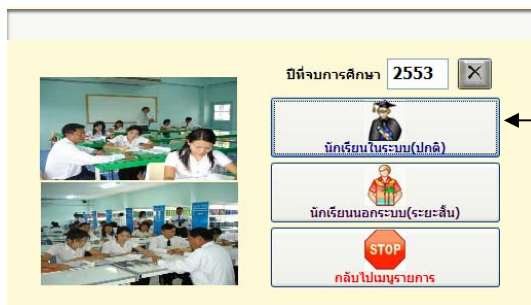 ปีที่จบการศึกษา 2553
นักเรียนในระบบ(ปกติ)
นักเรียนนอกระบบ(ระยะสั้น)
STOP
กลับไปเมนูรายการ